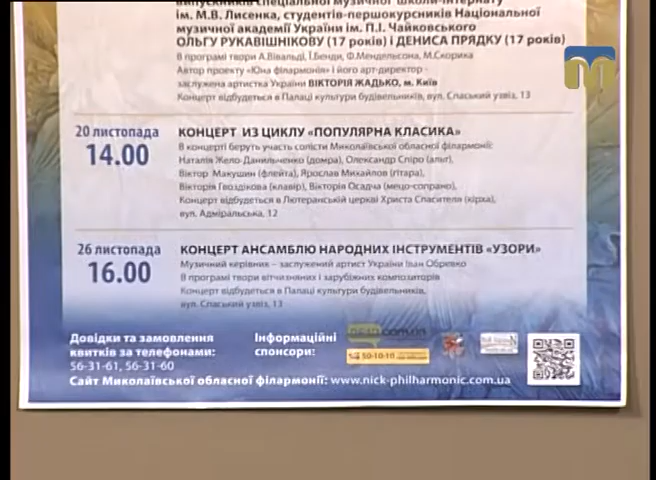 випускників спеціальної музичної школи-інтернату
ім. М.В. Лисенка, студентів-першокурсників Національної
музичної академії України ім. П.І. Чайковського
ОЛЬГУ РУКАВІШНІКОВУ (17 років) і ДЕНИСА ПРЯДКУ (17 років)
В програмі твори А.Вівальді, І.Бенди, Ф.Мендельсона, М.Скорика
Автор проекту «Юна філармонія» і його арт-директор -
заслужена артистка України ВІКТОРІЯ ЖАДЬКО, м. Київ
Концерт відбудеться в Палаці культури будівельників, вул. Спаський узвіз, 13
20 листопада
14.00
КОНЦЕРТ ИЗ ЦИКЛУ «ПОПУЛЯРНА КЛАСИКА»
В концерті беруть участь солісти Миколаївської обласної філармонії:
Наталія Жело-Данильченко (домра), Олександр Спіро (альт),
Віктор Макушин (флейта), Ярослав Михайлов (гітара),
Вікторія Гвоздікова (клавір), Вікторія Осадча (мецо-сопрано),
Концерт відбудеться в Лютеранській церкві Христа Спасителя (кірха),
вул. Адміральська, 12
26 листопада
16.00
КОНЦЕРТ АНСАМБЛЮ НАРОДНИХ ІНСТРУМЕНТІВ «УЗОРИ»
Музичний керівник – заслужений артист України Іван Обревко
В програмі твори вітчизняних і зарубіжних композиторів
Концерт відбудеться в Палаці культури будівельників,
вул. Спаський узвіз, 13
Довідки та замовлення
квитків за телефонами:
56-31-61, 56-31-60
Інформаційні
спонсори:
50-10-10
Сайт Миколаївської обласної філармонії: www.nick-philharmonic.com.ua